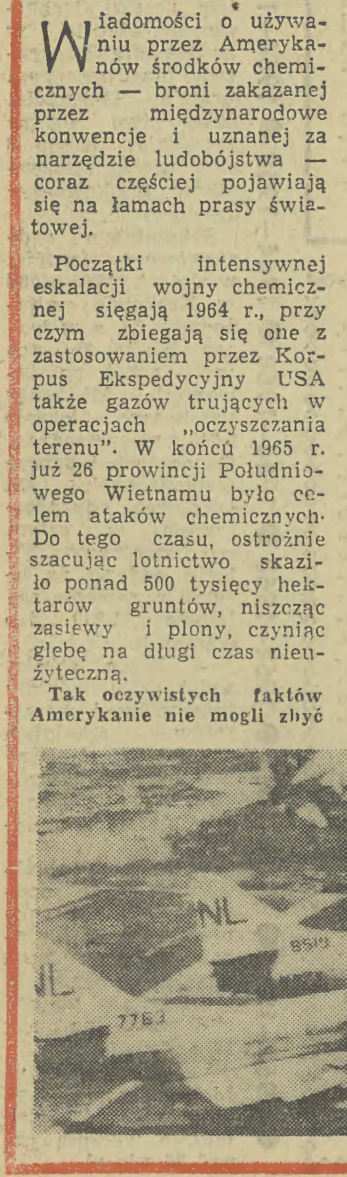 Wiadomości o używa-
niu przez Ameryka-
nów środków chemi-
cznych — broni zakazanej
przez międzynarodowe
konwencje i uznanej za
narzędzie ludobójstwa —
coraz częściej pojawiają
się na łamach prasy świa-
towej.
Początki intensywnej
eskalacji wojny chemicz-
nej sięgają 1964 r., przy
czym zbiegają się one z
zastosowaniem przez Kor-
pus Ekspedycyjny USA
także gazów trujących w
operacjach „oczyszczania
terenu”. W końcu 1965 r.
już 26 prowincji Południo-
wego Wietnamu było ce-
lem ataków chemicznych.
Do tego czasu, ostrożnie
szacując lotnictwo skazi-
ło ponad 500 tysięcy hek-
tarów gruntów, niszcząc
zasiewy i plony, czyniąc
glebę na długi czas nieu-
żyteczną.
Tak oczywistych faktów
Amerykanie nie mogli zbyć
NL
8519
NL
7763